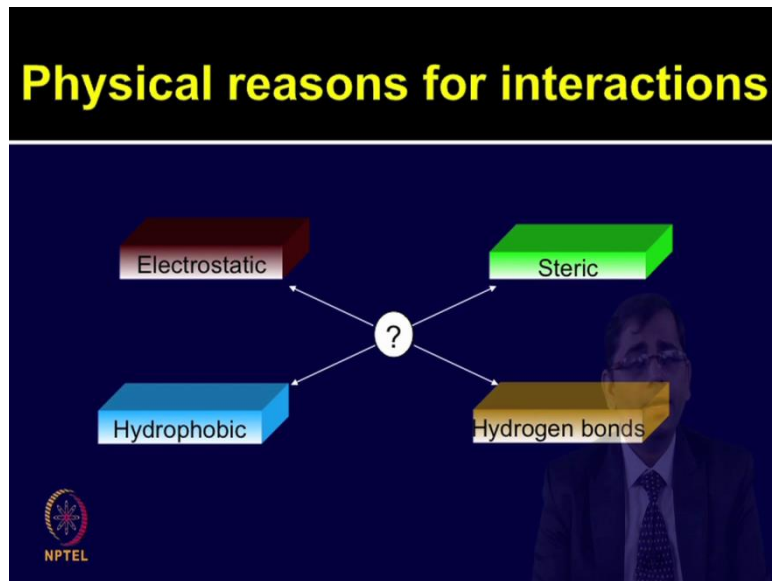 Physical reasons for interactions
Electrostatic
Steric
?
Hydrophobic
Hydrogen bonds
NPTEL